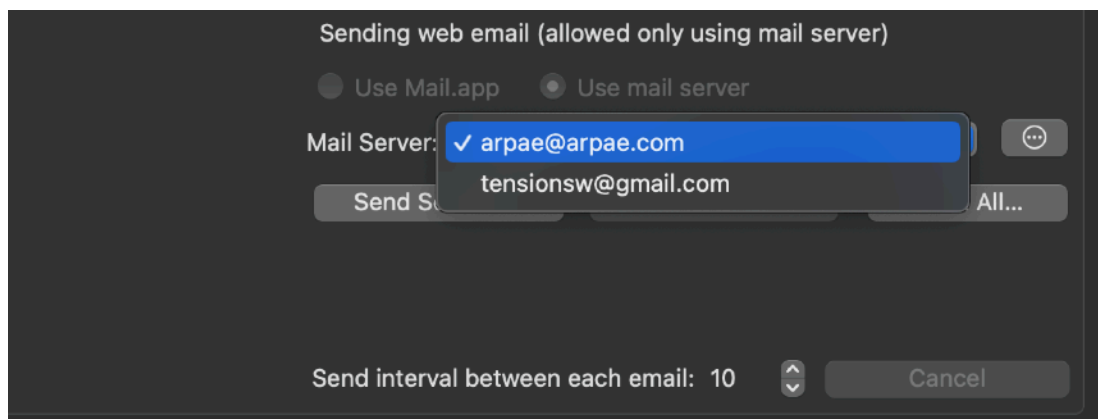 Sending web email (allowed only using mail server)
Use Mail.app Use mail server
Mail Server: ✓ arpae@arpae.com
tensionsw@gmail.com
Send All...
Send interval between each email: 10 Cancel